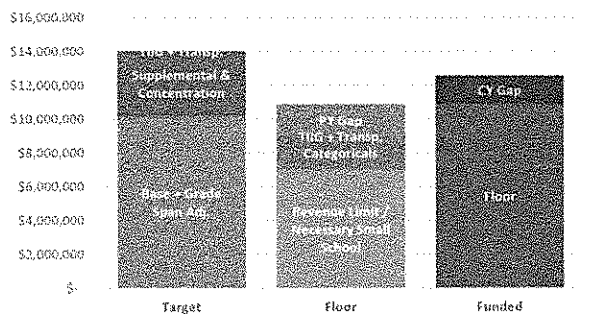 $16,000,000
$14,000,000
$12,000,000
$10,000,000
$8,000,000
$6,000,000
$4,000,000
$2,000,000
$-
TIIG + Transp
Supplemental &
Concentration
Base + Grade
Span Adj.
PY Gap
TIIG + Transp
Categoricals
Revenue Limit /
Necessary Small
School
CY Gap
Floor
Target
Floor
Funded